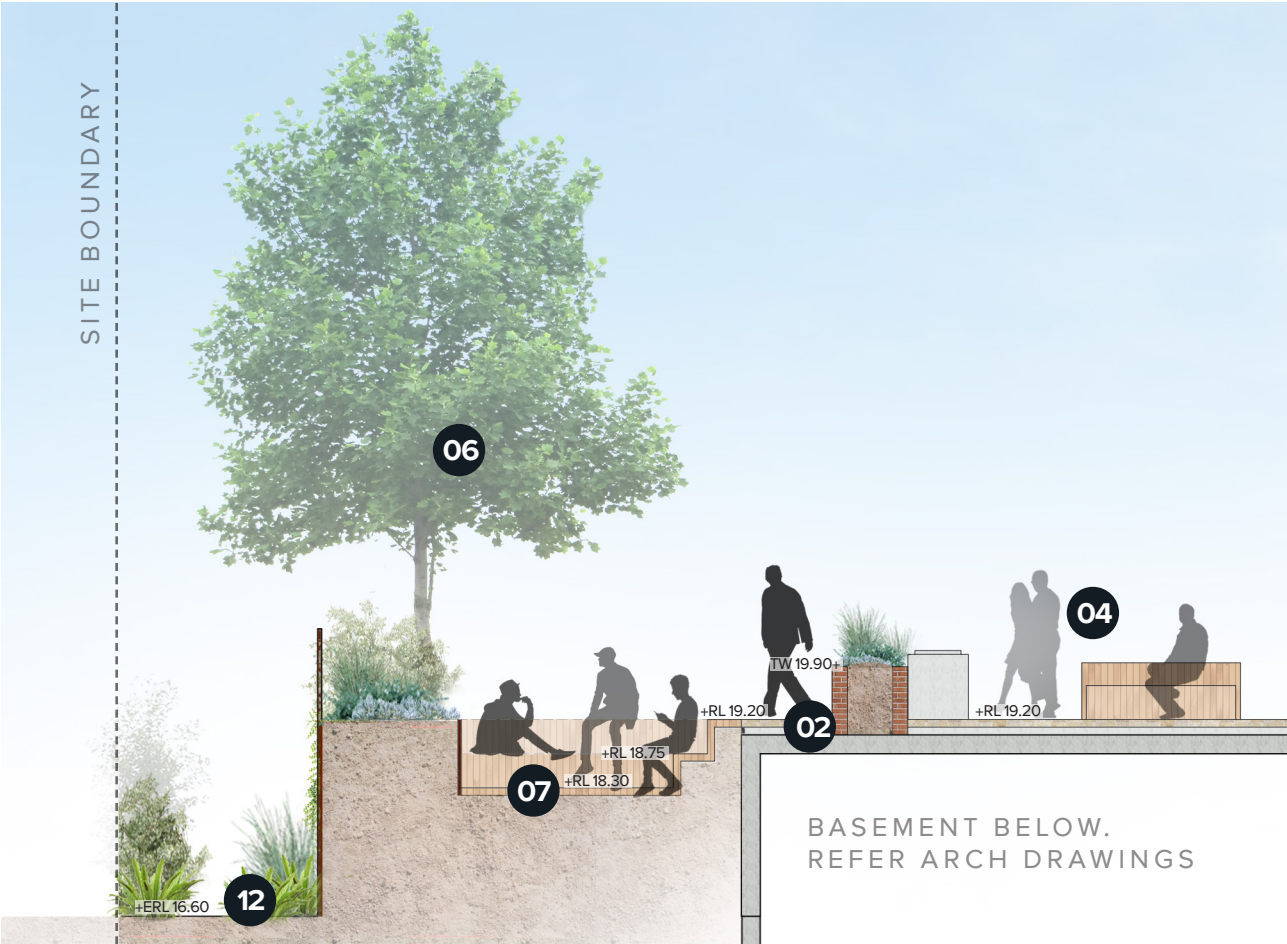 SITE BOUNDARY
06
04
TW 19.90+
+RL 19.20
+RL 19.20
02
+RL 18.75
+RL 18.30
07
BASEMENT BELOW.
REFER ARCH DRAWINGS
12
+ERL 16.60